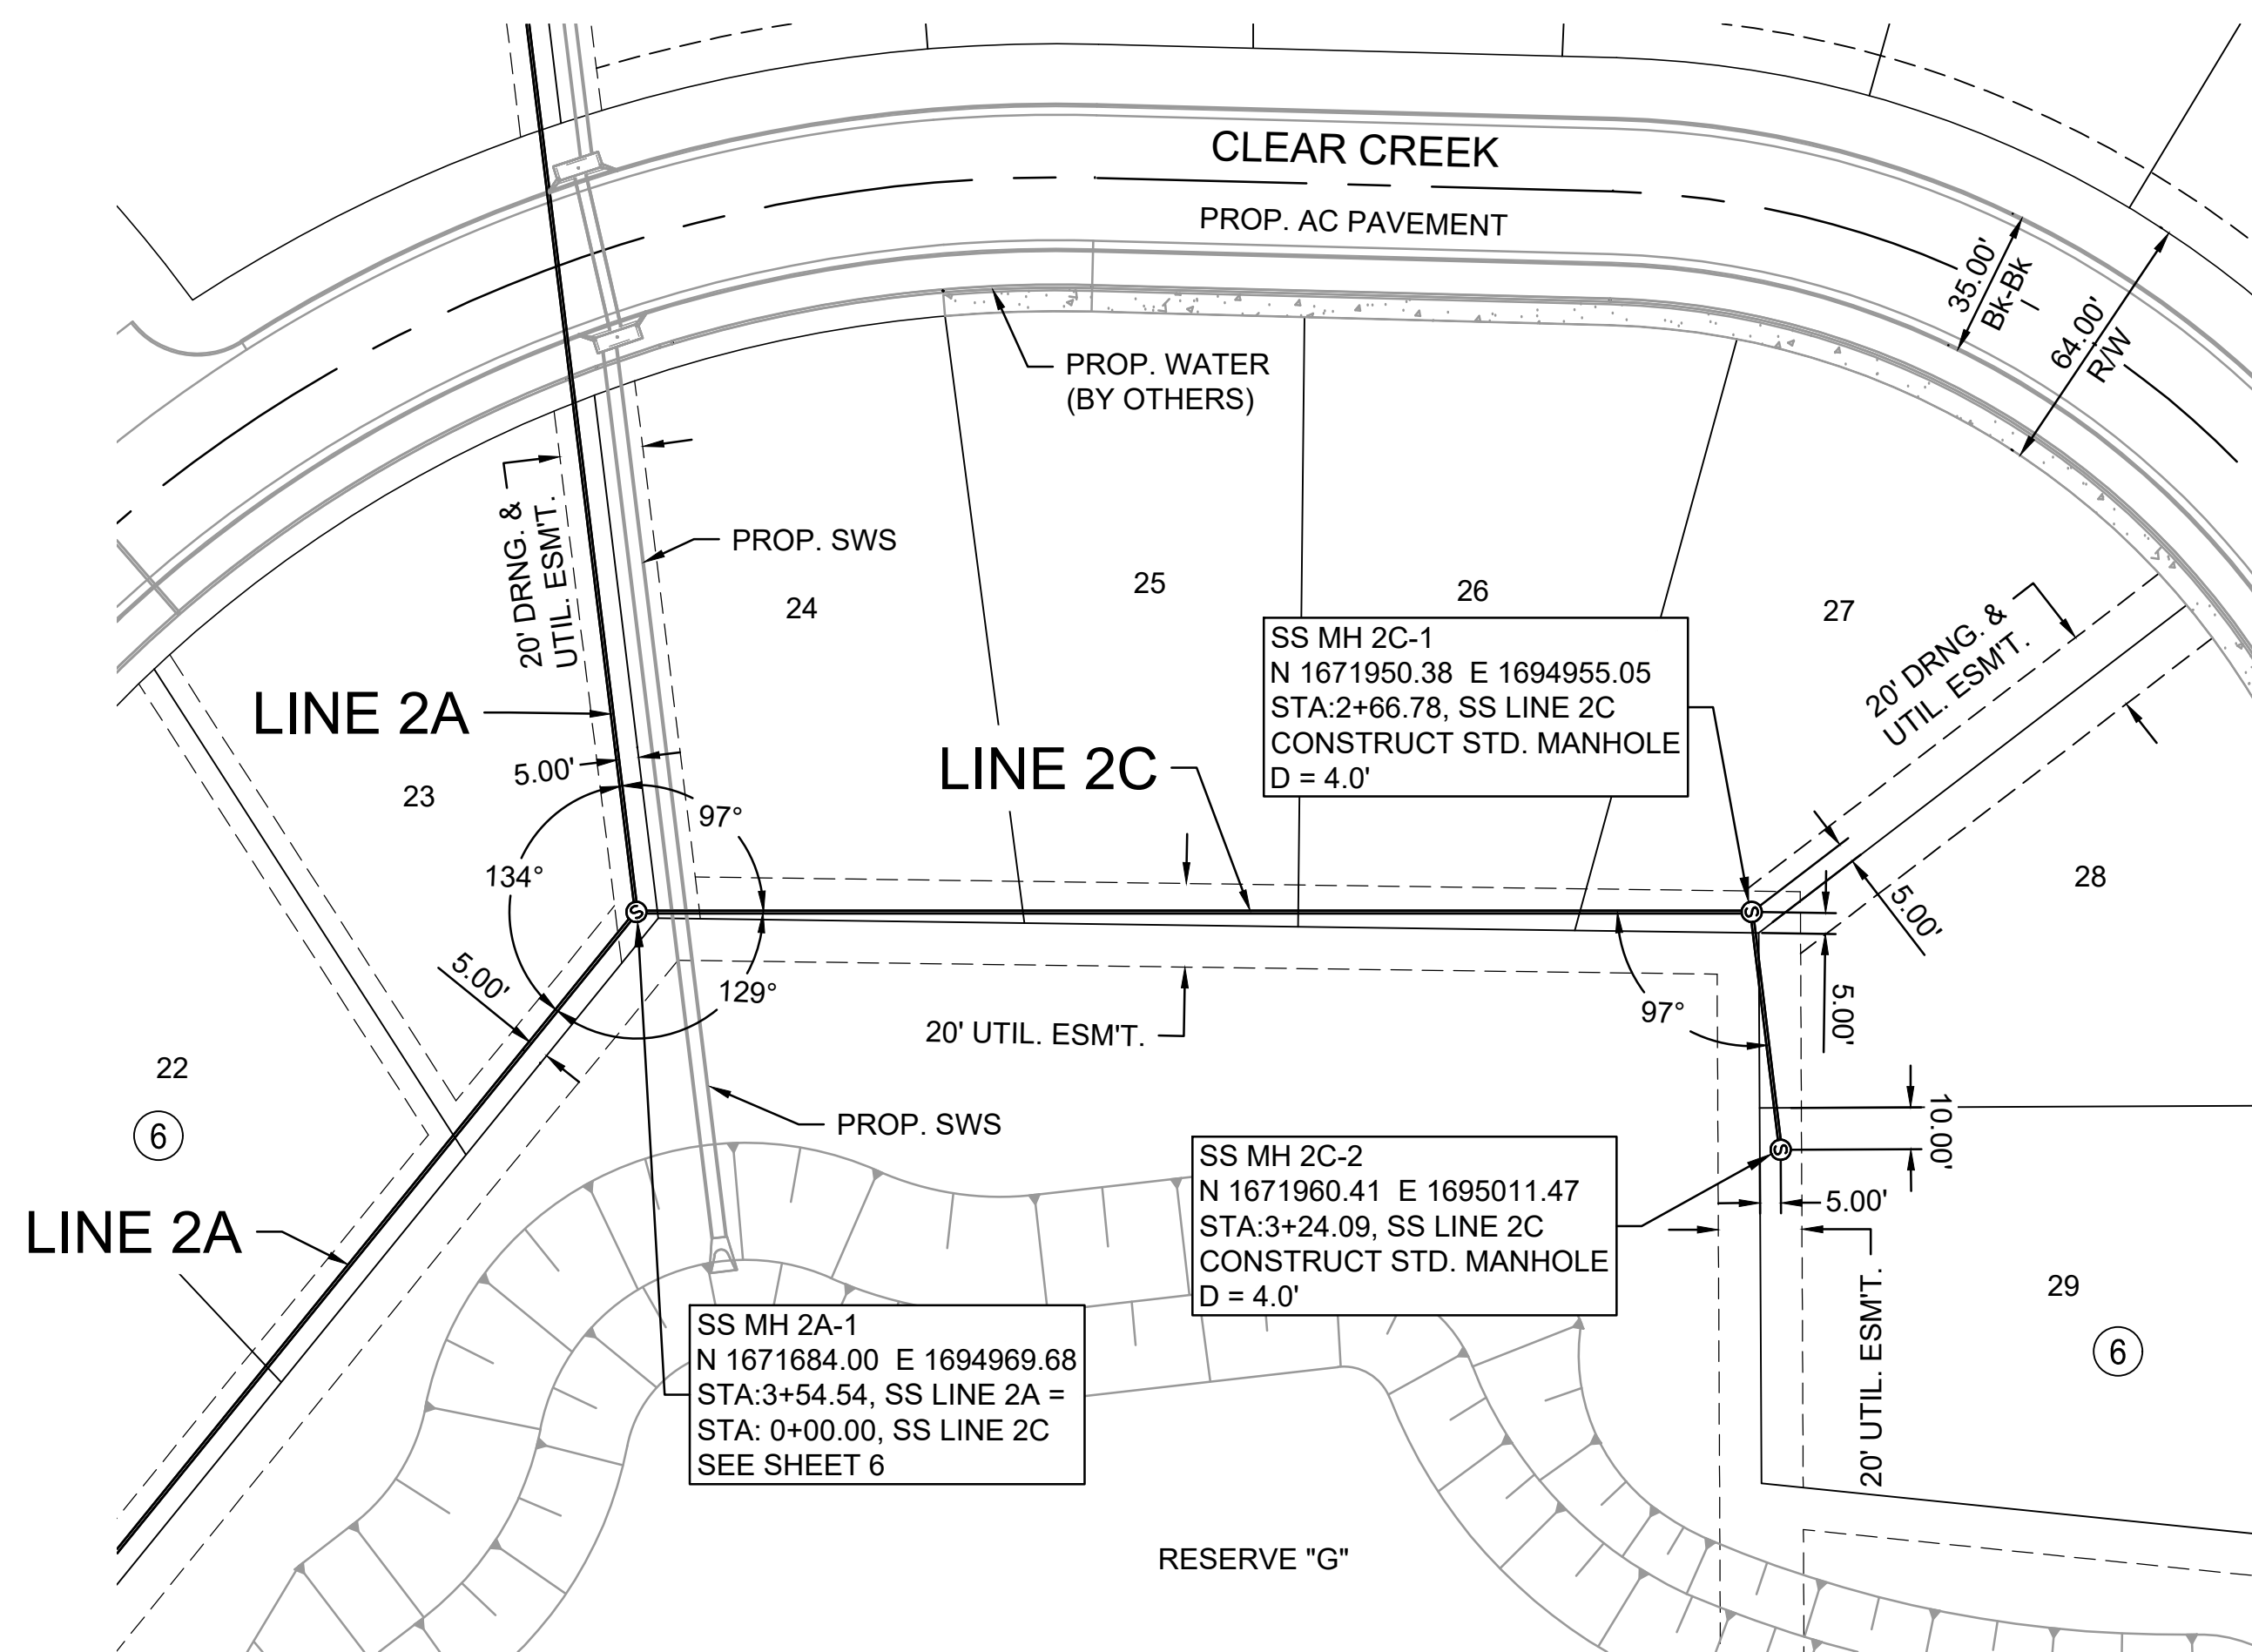 CLEAR CREEK
PROP. AC PAVEMENT
35.00'
Bk-Bk
64.00'
R/W
PROP. WATER
(BY OTHERS)
20' DRNG. &
UTIL. ESM'T.
PROP. SWS
24
25
26
27
SS MH 2C-1
N 1671950.38 E 1694955.05
STA:2+66.78, SS LINE 2C
CONSTRUCT STD. MANHOLE
D = 4.0'
20' DRNG. &
UTIL. ESM'T.
LINE 2A
5.00'
23
LINE 2C
97°
134°
28
5.00'
5.00'
129°
97°
5.00'
20' UTIL. ESM'T.
22
6
PROP. SWS
10.00'
SS MH 2C-2
N 1671960.41 E 1695011.47
STA:3+24.09, SS LINE 2C
CONSTRUCT STD. MANHOLE
D = 4.0'
5.00'
LINE 2A
20' UTIL. ESM'T.
29
6
SS MH 2A-1
N 1671684.00 E 1694969.68
STA:3+54.54, SS LINE 2A =
STA: 0+00.00, SS LINE 2C
SEE SHEET 6
RESERVE "G"
S
S
S